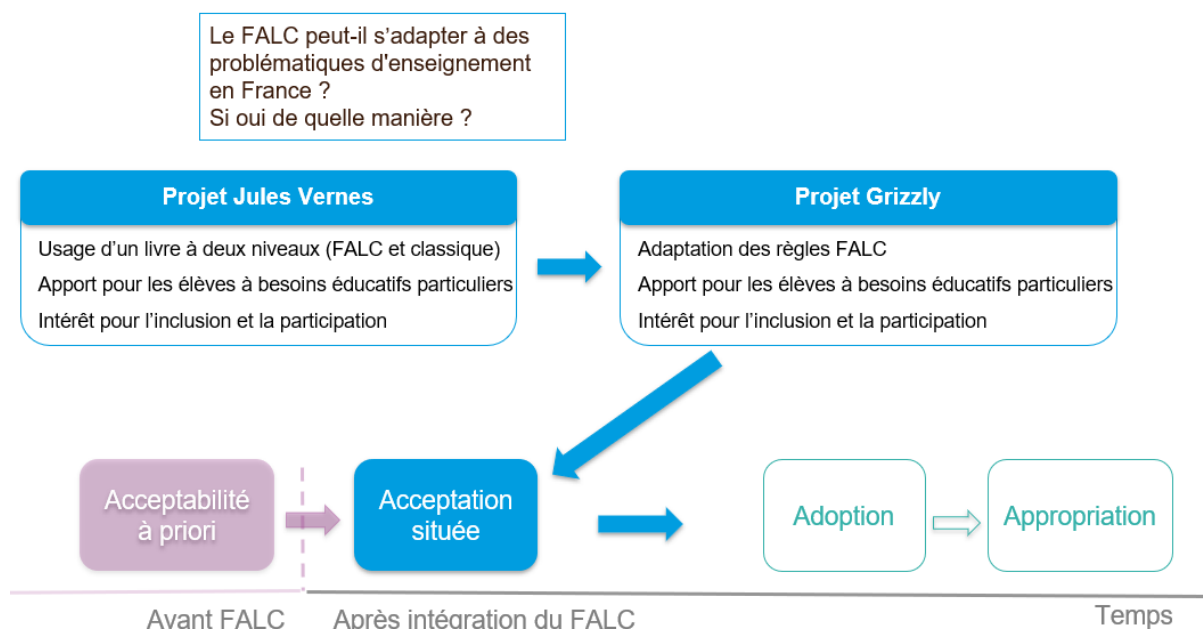 Le FALC peut-il s’adapter à des
problématiques d'enseignement
en France ?
Si oui de quelle manière ?
Projet Jules Vernes
Usage d’un livre à deux niveaux (FALC et classique)
Apport pour les élèves à besoins éducatifs particuliers
Intérêt pour l’inclusion et la participation
Projet Grizzly
Adaptation des règles FALC
Apport pour les élèves à besoins éducatifs particuliers
Intérêt pour l’inclusion et la participation
Acceptabilité
à priori
Acceptation
située
Adoption
Appropriation
Avant FALC
Après intégration du FALC
Temps